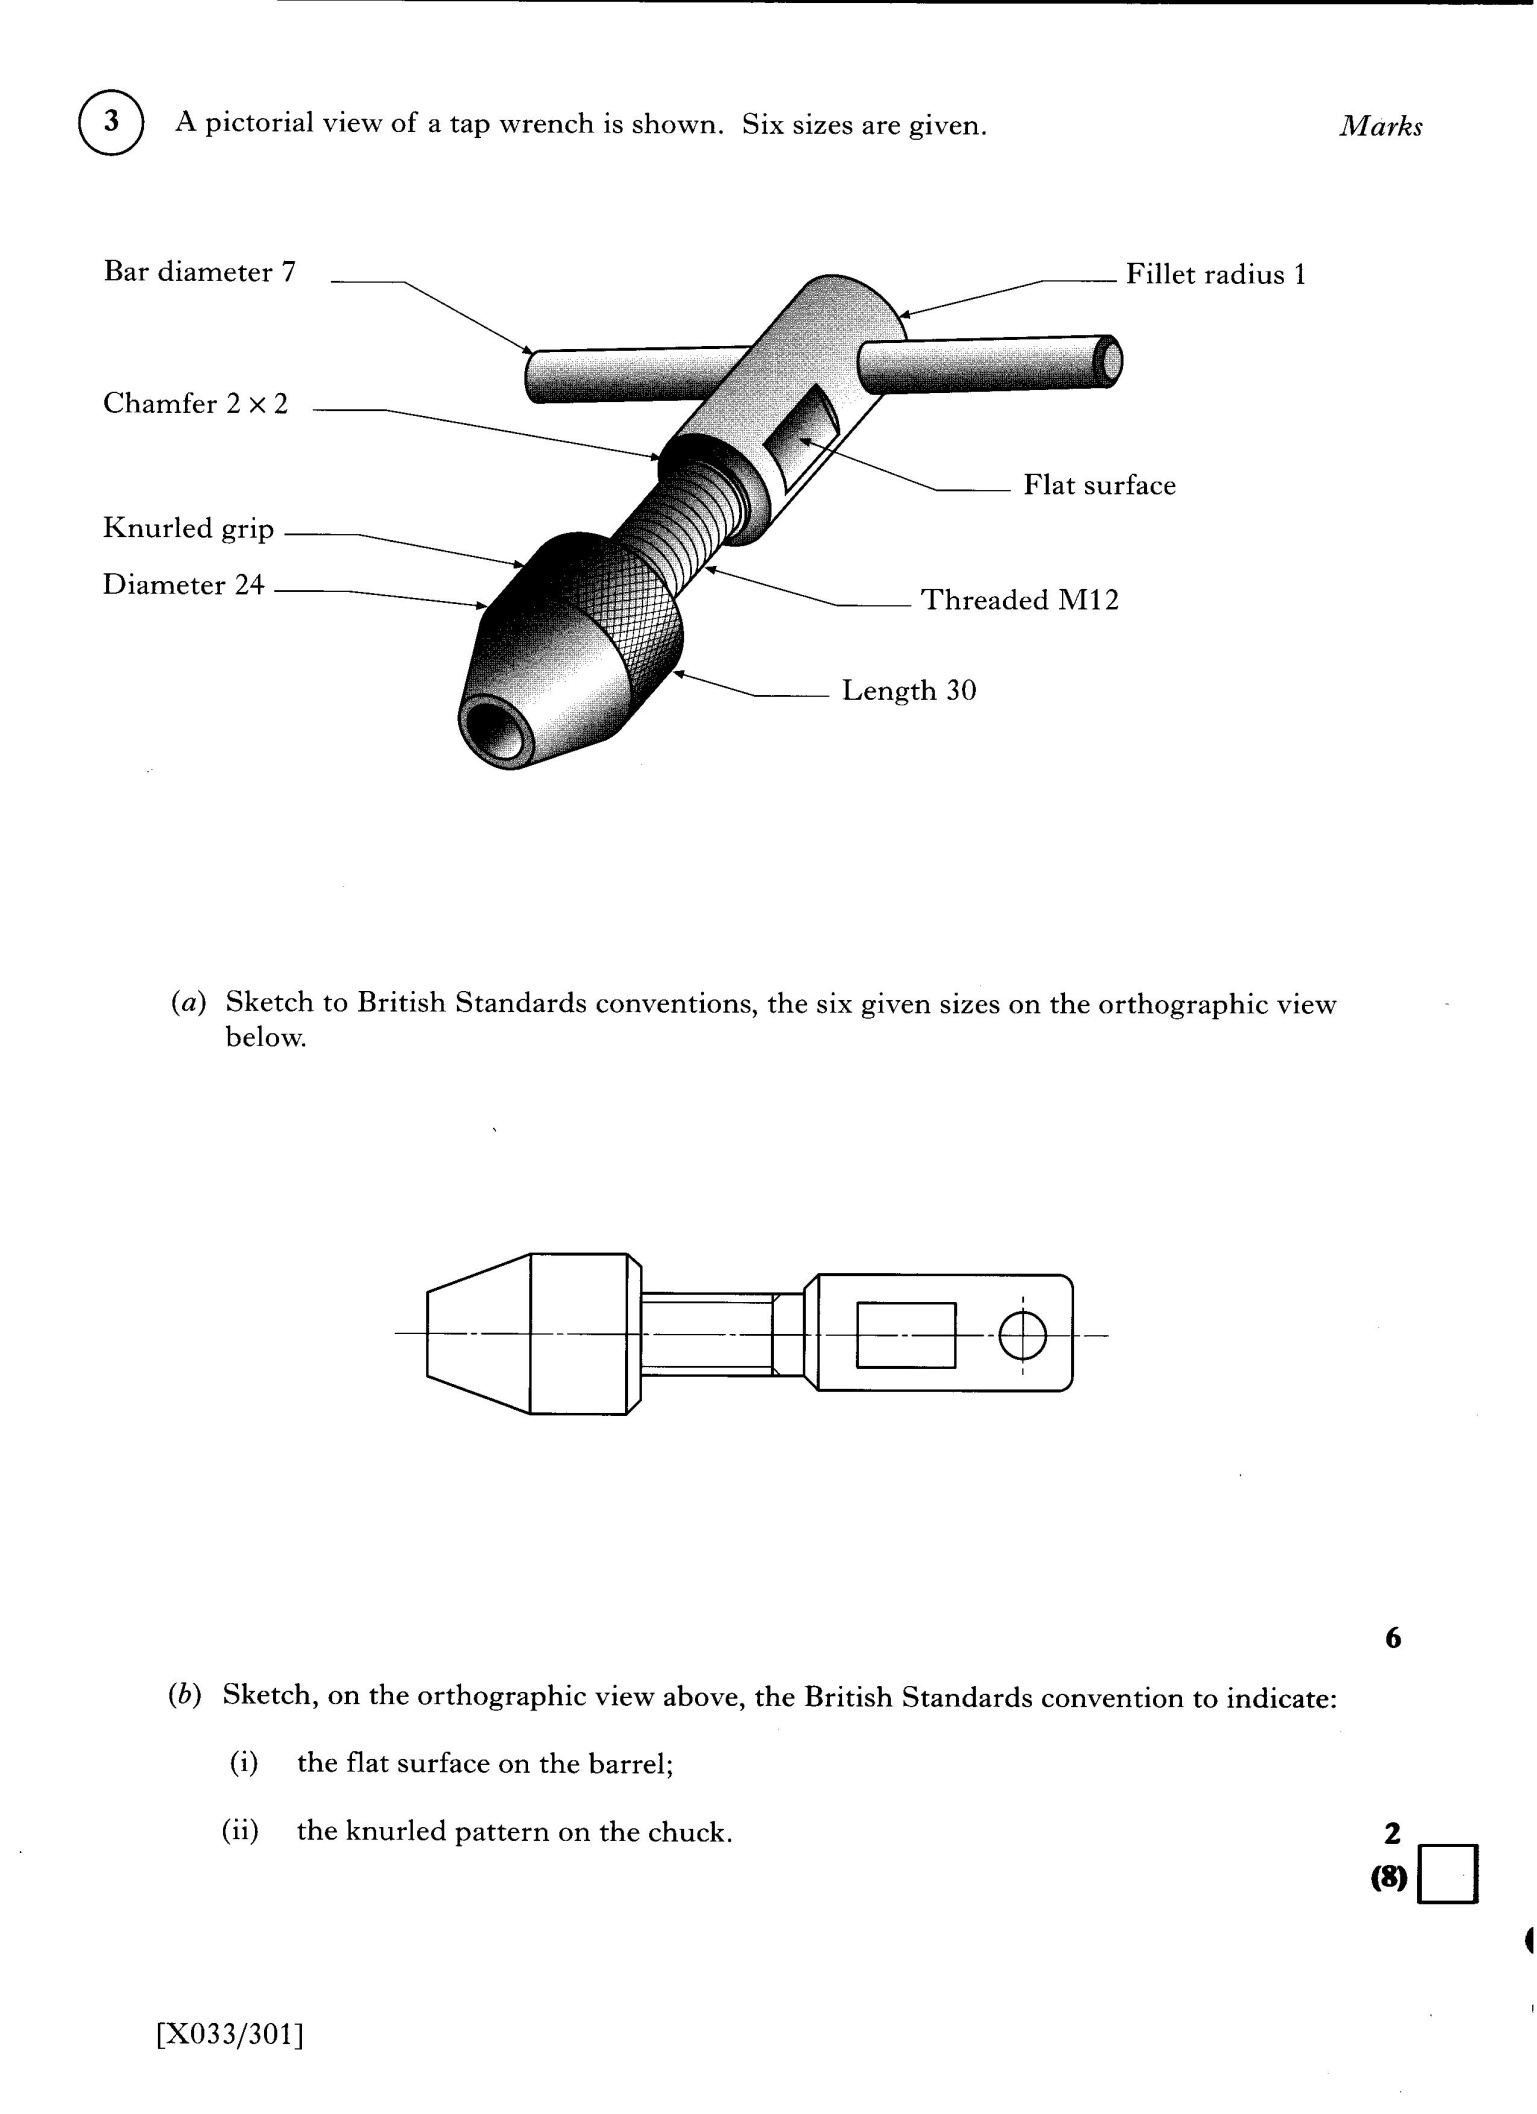 3 A pictorial view of a tap wrench is shown. Six sizes are given. Marks
Bar diameter 7
Fillet radius 1
Chamfer 2 × 2
Flat surface
Knurled grip
Diameter 24
Threaded M12
Length 30
(a) Sketch to British Standards conventions, the six given sizes on the orthographic view
below.
6
(b) Sketch, on the orthographic view above, the British Standards convention to indicate:
(i) the flat surface on the barrel;
(ii) the knurled pattern on the chuck.
2
(8)
[X033/301]